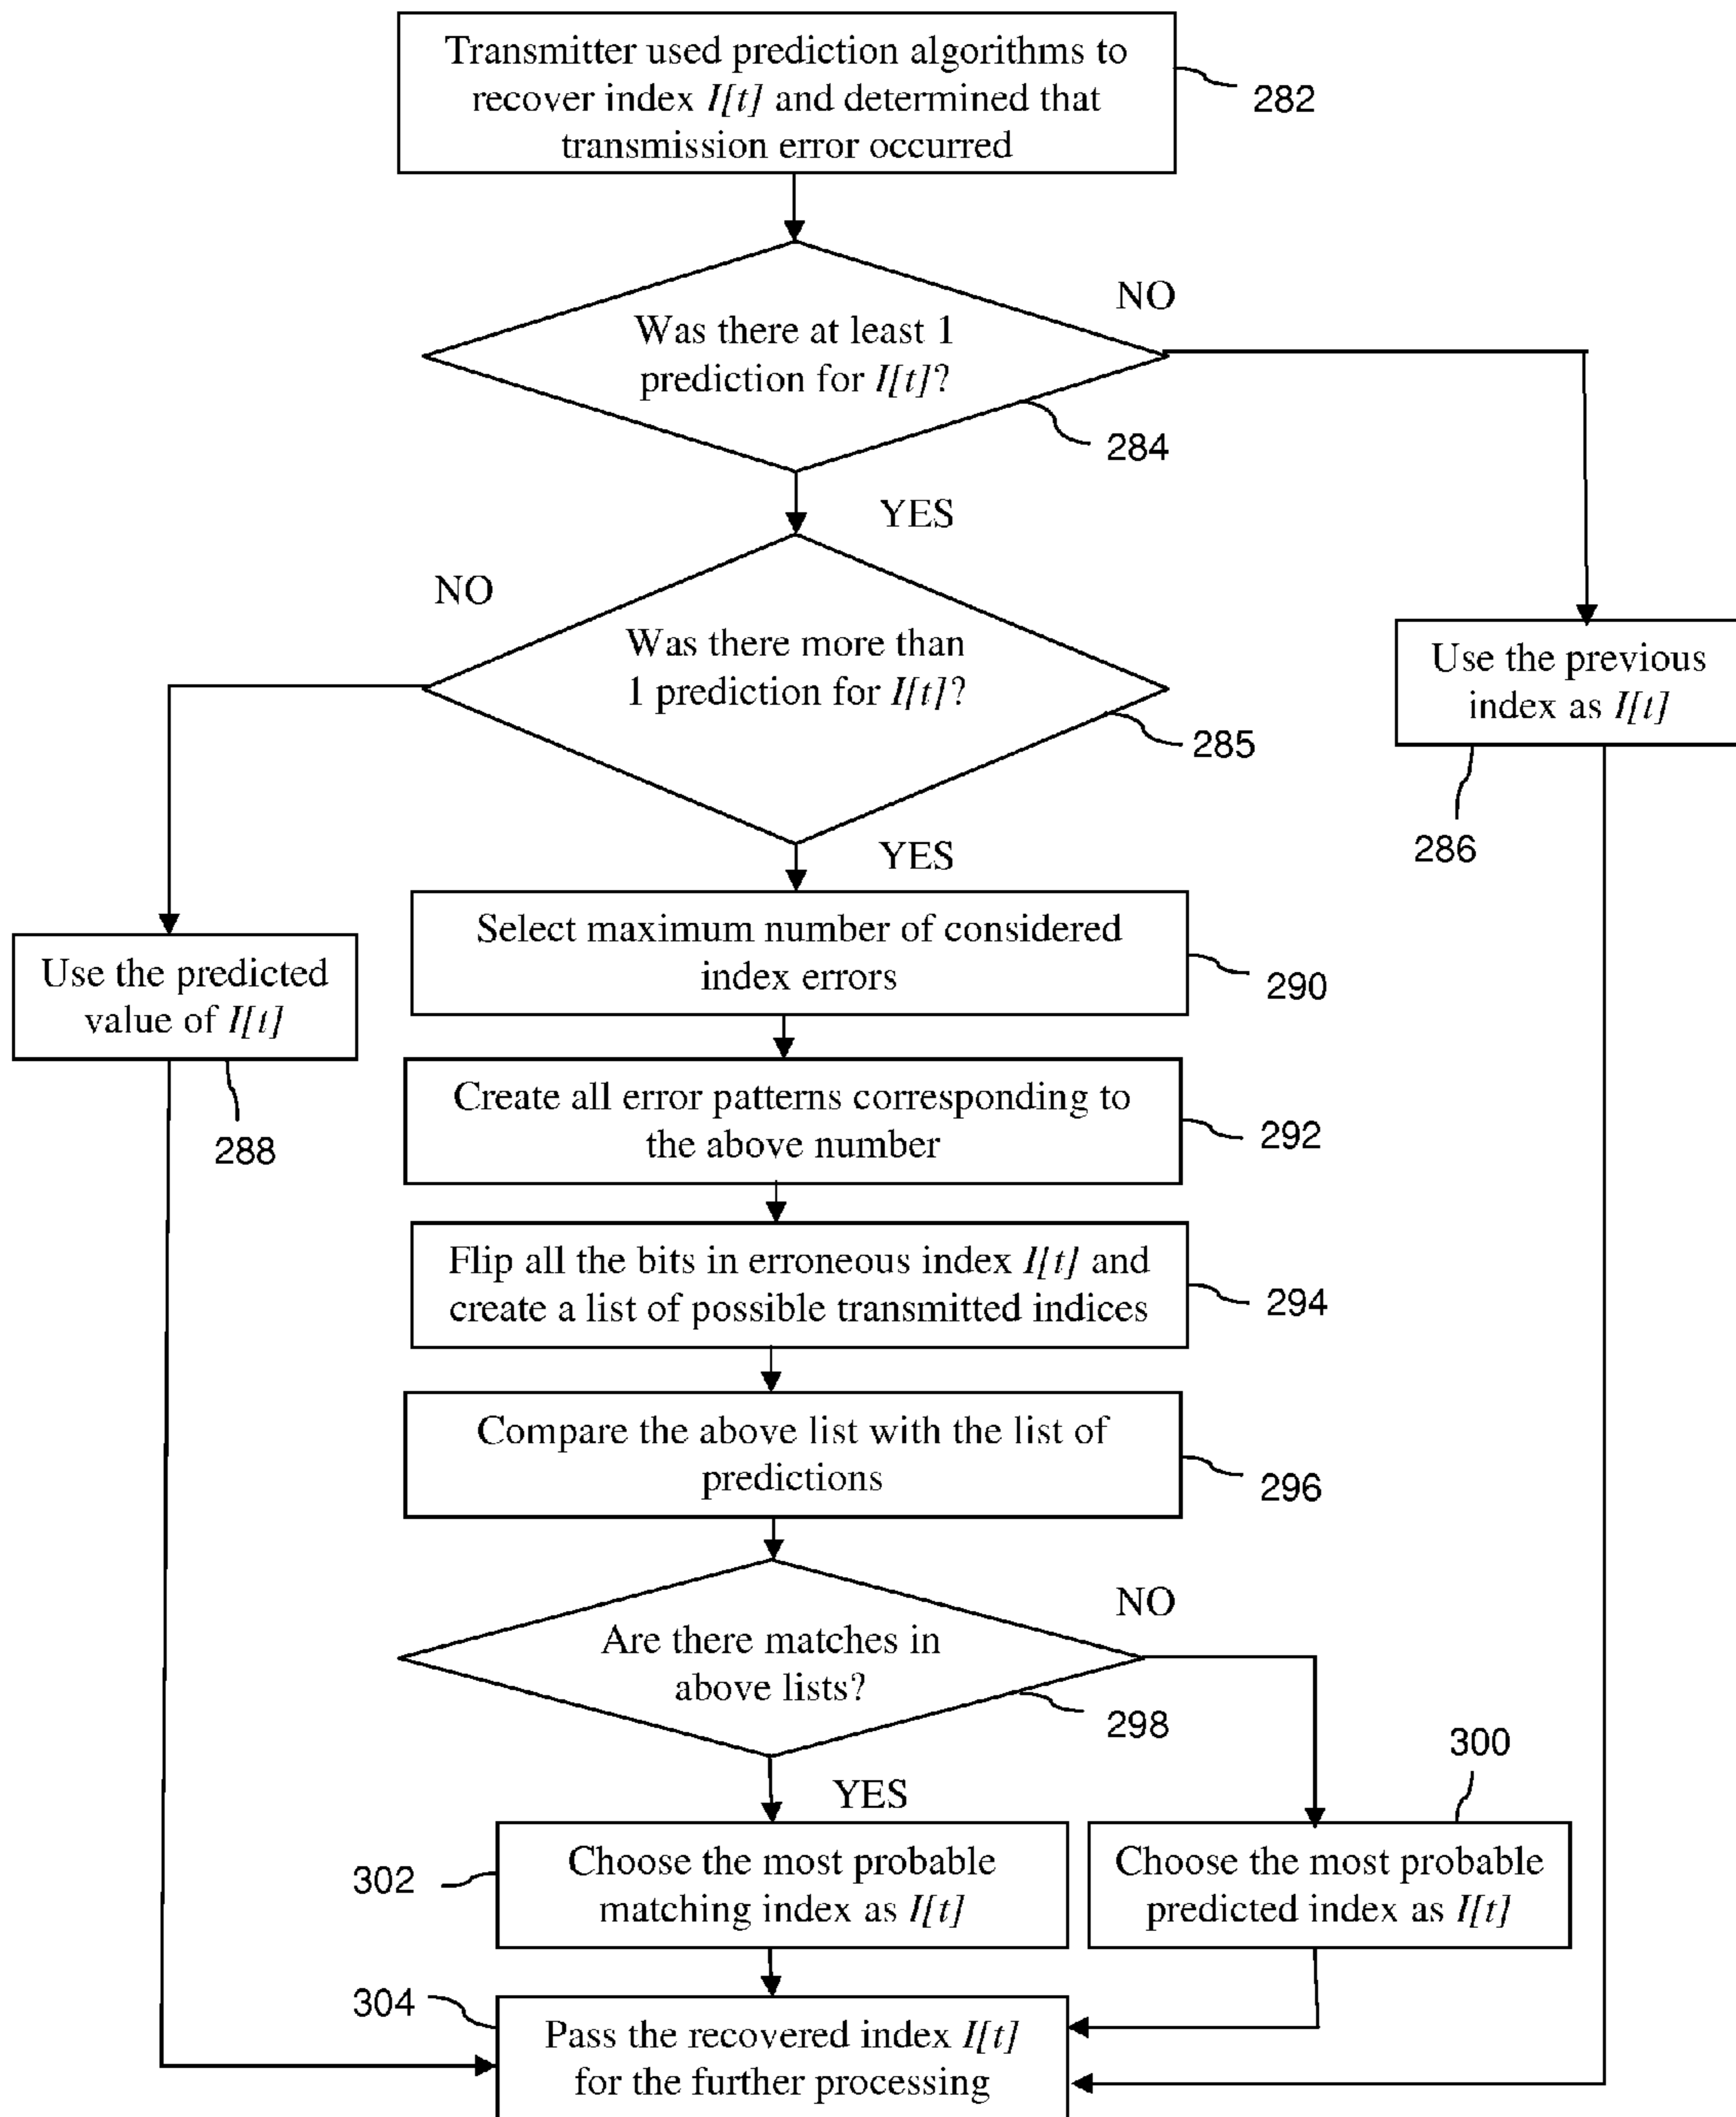 Transmitter used prediction algorithms to
recover index I[t] and determined that
transmission error occurred
282
NO
Was there at least 1
prediction for I[t]?
284
YES
NO
Was there more than
1 prediction for I[t]?
285
Use the previous
index as I[t]
286
YES
Select maximum number of considered
index errors
290
Use the predicted
value of I[t]
288
Create all error patterns corresponding to
the above number
292
Flip all the bits in erroneous index I[t] and
create a list of possible transmitted indices
294
Compare the above list with the list of
predictions
296
NO
Are there matches in
above lists?
298
300
YES
302
Choose the most probable
matching index as I[t]
Choose the most probable
predicted index as I[t]
304
Pass the recovered index I[t]
for the further processing